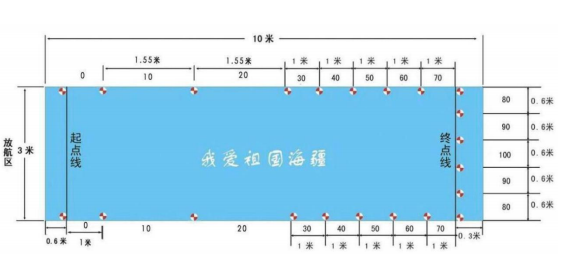 10 米
1.55米 1.55米 1 米 1 米 1 米 1 米 1 米
0 10 20 30 40 50 60 70
80 0.6米
90 0.6米
100 0.6米
90 0.6米
80 0.6米
放航区
3 米
起点线
我爱祖国海疆
终点线
0 10 20 30 40 50 60 70
0.6 米 1米 1 米 1 米 1 米 1 米 1 米 0.3米